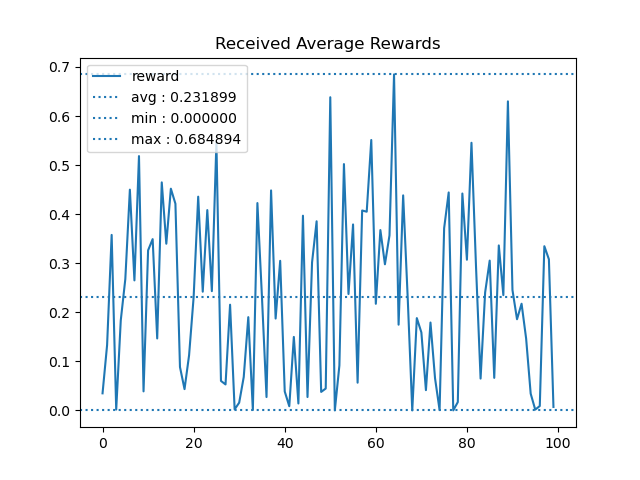 Received Average Rewards
reward
avg : 0.231899
min : 0.000000
max : 0.684894
0.7
0.6
0.5
0.4
0.3
0.2
0.1
0.0
0 20 40 60 80 100